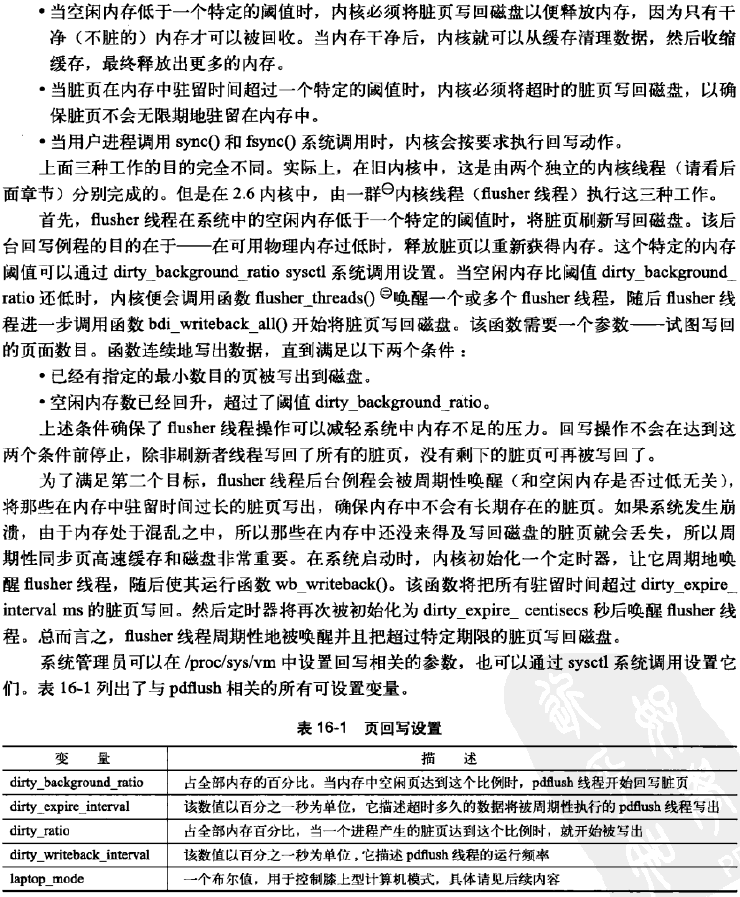 • 当空闲内存低于一个特定的阈值时，内核必须将脏页写回磁盘以便释放内存，因为只有干
净（不脏的）内存才可以被回收。当内存干净后，内核就可以从缓存清理数据，然后收缩
缓存，最终释放出更多的内存。
• 当脏页在内存中驻留时间超过一个特定的阈值时，内核必须将超时的脏页写回磁盘，以确
保脏页不会无限期地驻留在内存中。
• 当用户进程调用 sync() 和 fsync() 系统调用时，内核会按要求执行回写动作。
上面三种工作的目的完全不同。实际上，在旧内核中，这是由两个独立的内核线程（请看后
面章节）分别完成的。但是在 2.6 内核中，由一群㊀内核线程（flusher 线程）执行这三种工作。
首先，flusher 线程在系统中的空闲内存低于一个特定的阈值时，将脏页刷新写回磁盘。该后
台回写例程的目的在于——在可用物理内存过低时，释放脏页以重新获得内存。这个特定的内存
阈值可以通过 dirty_background_ratio sysctl 系统调用设置。当空闲内存比阈值 dirty_background_
ratio 还低时，内核便会调用函数 flusher_threads() ㊁唤醒一个或多个 flusher 线程，随后 flusher 线
程进一步调用函数 bdi_writeback_all() 开始将脏页写回磁盘。该函数需要一个参数——试图写回
的页面数目。函数连续地写出数据，直到满足以下两个条件：
• 已经有指定的最小数目的页被写出到磁盘。
• 空闲内存数已经回升，超过了阈值 dirty_background_ratio。
上述条件确保了 flusher 线程操作可以减轻系统中内存不足的压力。回写操作不会在达到这
两个条件前停止，除非刷新者线程写回了所有的脏页，没有剩下的脏页可再被写回了。
为了满足第二个目标，flusher 线程后台例程会被周期性唤醒（和空闲内存是否过低无关），
将那些在内存中驻留时间过长的脏页写出，确保内存中不会有长期存在的脏页。如果系统发生崩
溃，由于内存处于混乱之中，所以那些在内存中还没来得及写回磁盘的脏页就会丢失，所以周
期性同步页高速缓存和磁盘非常重要。在系统启动时，内核初始化一个定时器，让它周期地唤
醒 flusher 线程，随后使其运行函数 wb_writeback()。该函数将把所有驻留时间超过 dirty_expire_
interval ms 的脏页写回。然后定时器将再次被初始化为 dirty_expire_ centisecs 秒后唤醒 flusher 线
程。总而言之，flusher 线程周期性地被唤醒并且把超过特定期限的脏页写回磁盘。
系统管理员可以在 /proc/sys/vm 中设置回写相关的参数，也可以通过 sysctl 系统调用设置它
们。表 16-1 列出了与 pdflush 相关的所有可设置变量。
表 16-1 页回写设置
变 量 描 述
dirty_background_ratio 占全部内存的百分比。当内存中空闲页达到这个比例时，pdflush 线程开始回写脏页
dirty_expire_interval 该数值以百分之一秒为单位，它描述超时多久的数据将被周期性执行的 pdflush 线程写出
dirty_ratio 占全部内存百分比，当一个进程产生的脏页达到这个比例时，就开始被写出
dirty_writeback_interval 该数值以百分之一秒为单位，它描述 pdflush 线程的运行频率
laptop_mode 一个布尔值，用于控制膝上型计算机模式，具体请见后续内容